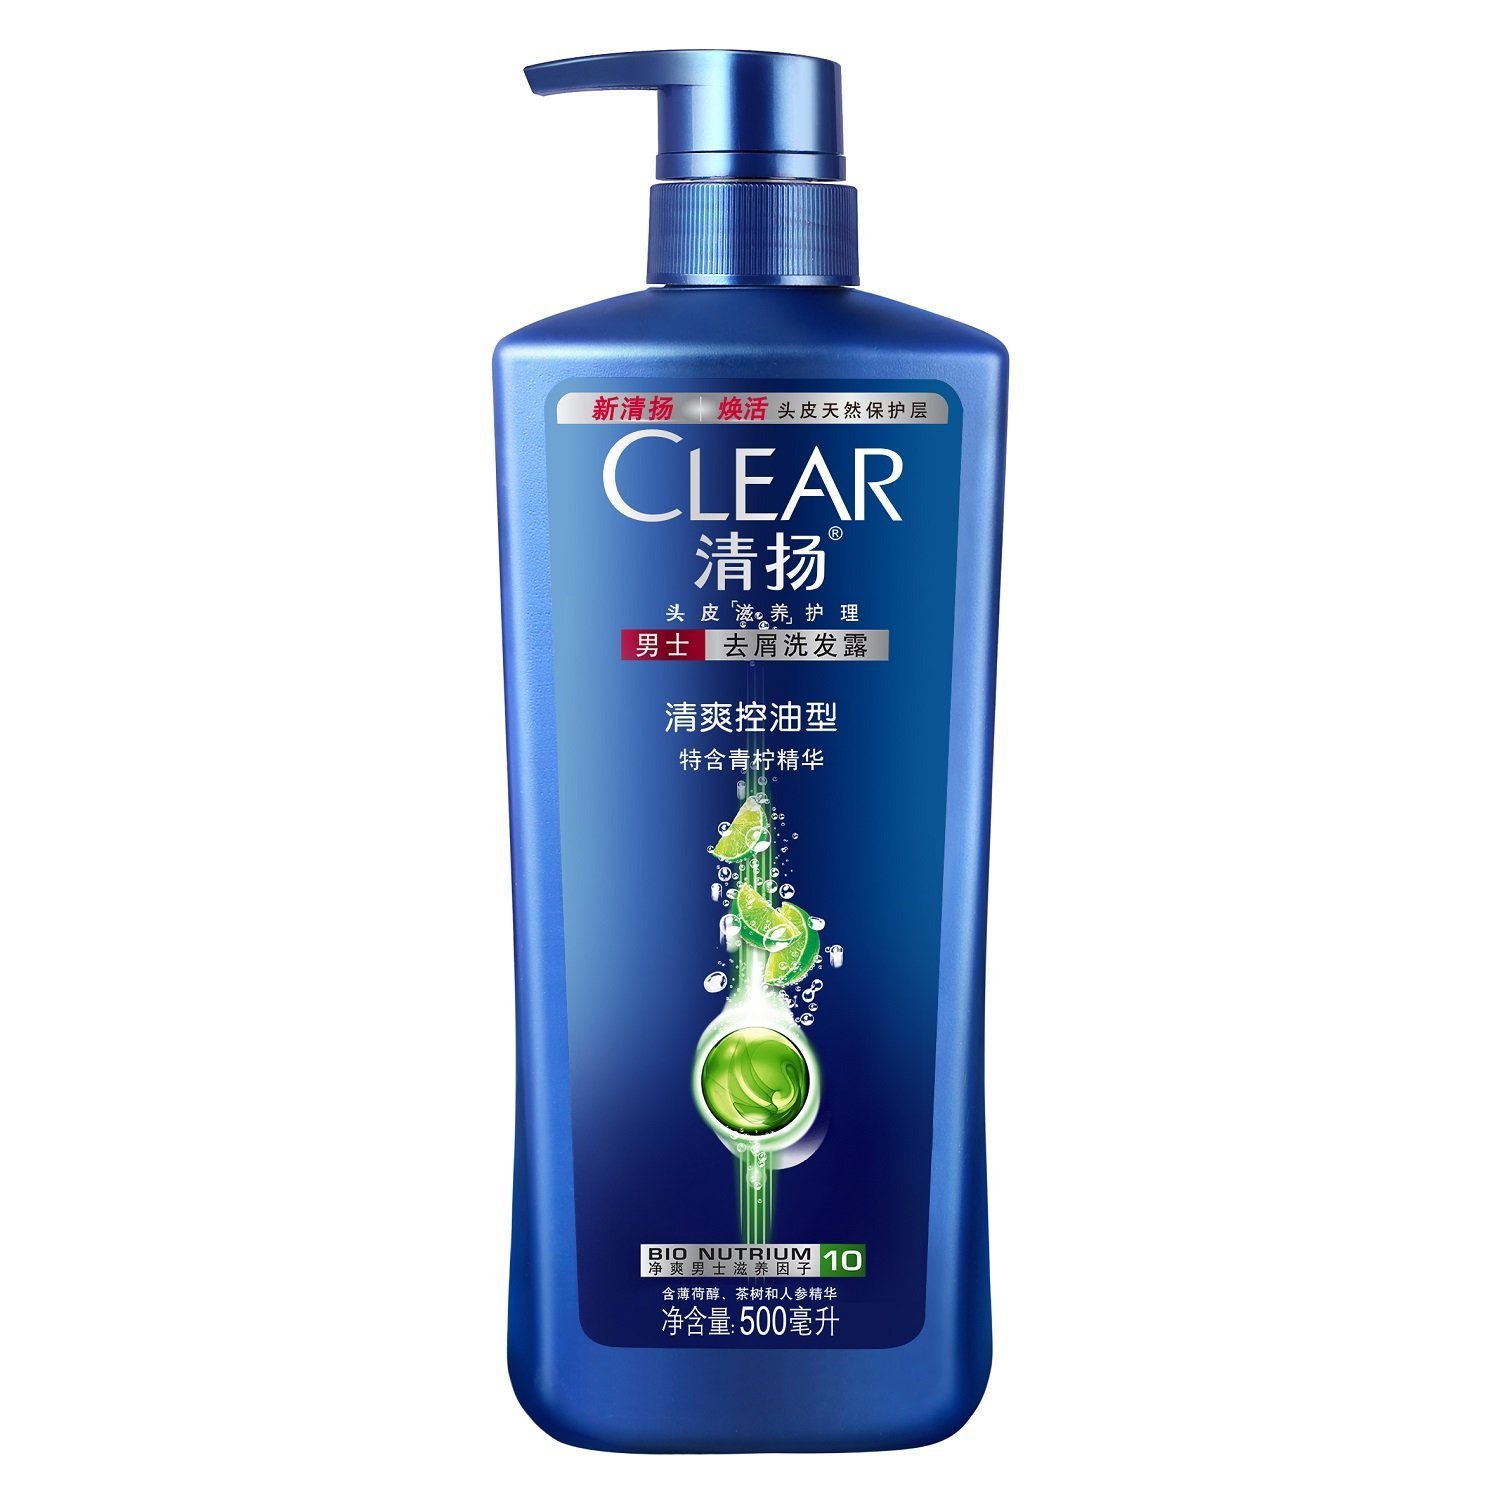 新清扬 焕活 头皮天然保护层
CLEAR
清扬®
头皮「滋养」护理
男士 去屑洗发露
清爽控油型
特含青柠精华
BIO NUTRIUM 10
净爽男士滋养因子
含薄荷醇、茶树和人参精华
净含量:500毫升